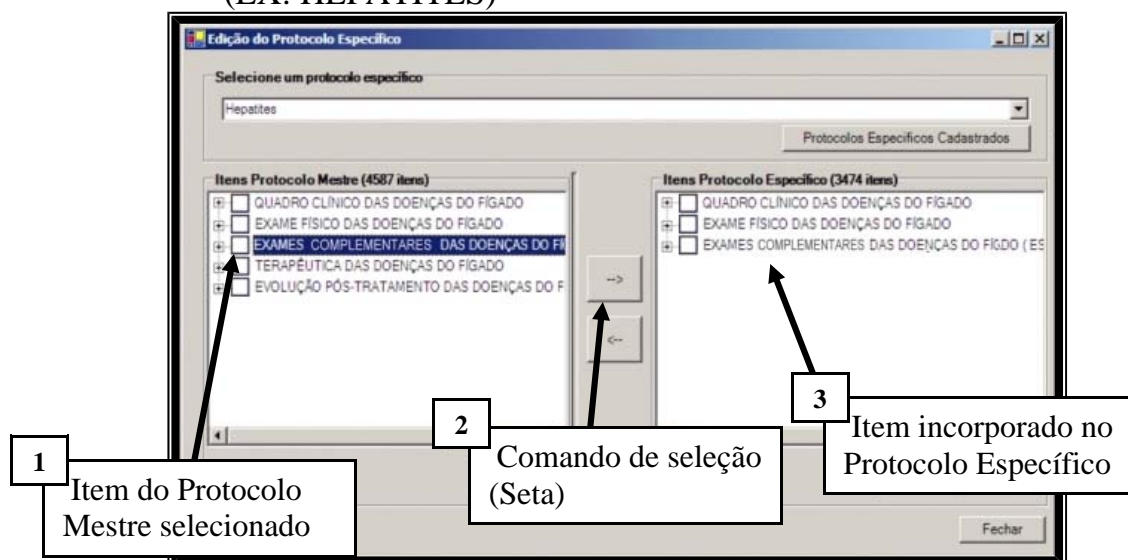 (EX: HEPATITES)
Edição do Protocolo Específico
Selecione um protocolo específico
Hepatites
Protocolos Especificos Cadastrados
Itens Protocolo Mestre (4587 itens)
QUADRO CLÍNICO DAS DOENÇAS DO FÍGADO
EXAME FÍSICO DAS DOENÇAS DO FÍGADO
EXAMES COMPLEMENTARES DAS DOENÇAS DO FÍ
TERAPÊUTICA DAS DOENÇAS DO FÍGADO
EVOLUÇÃO PÓS-TRATAMENTO DAS DOENÇAS DO F
-->
<--
Itens Protocolo Específico (3474 itens)
QUADRO CLÍNICO DAS DOENÇAS DO FÍGADO
EXAME FÍSICO DAS DOENÇAS DO FÍGADO
EXAMES COMPLEMENTARES DAS DOENÇAS DO FÍGDO ( ES
1
Item do Protocolo
Mestre selecionado
2
Comando de seleção
(Seta)
3
Item incorporado no
Protocolo Específico
Fechar